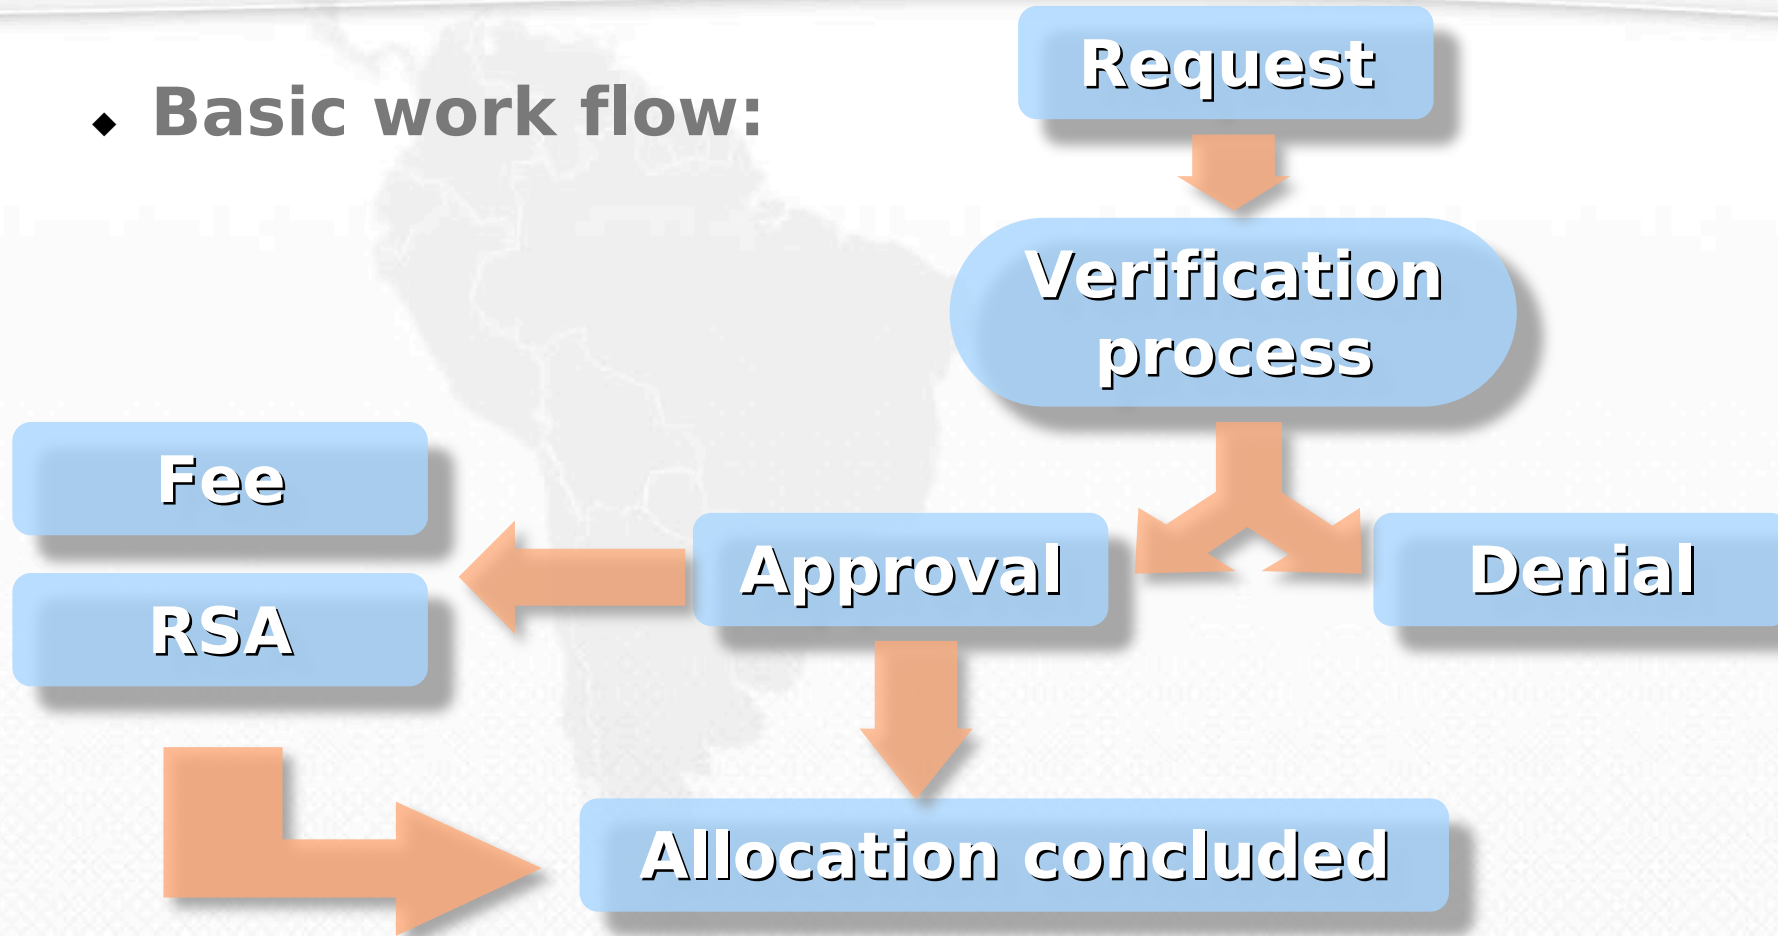 Request
Basic work flow:
Verification
process
Fee
Approval
Denial
RSA
Allocation concluded